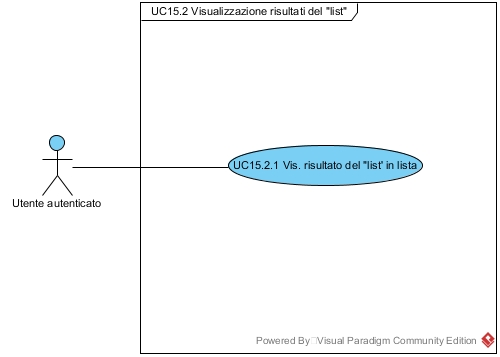 UC15.2 Visualizzazione risultati del "list"
UC15.2.1 Vis. risultato del "list' in lista
Utente autenticato
Powered By Visual Paradigm Community Edition